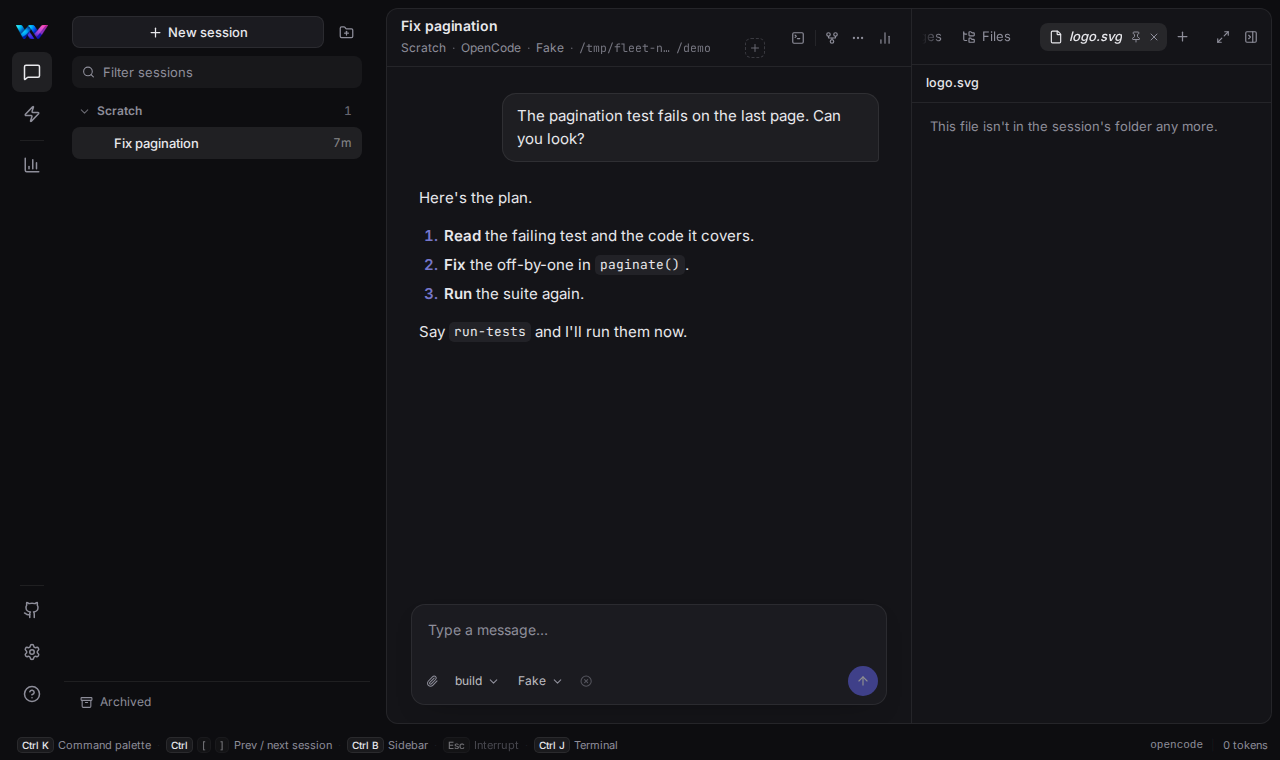 New session
Filter sessions
Scratch 1
Fix pagination 7m
Archived
Fix pagination
Scratch · OpenCode · Fake · /tmp/fleet-n… /demo
The pagination test fails on the last page. Can
you look?
Here's the plan.
1. Read the failing test and the code it covers.
2. Fix the off-by-one in paginate().
3. Run the suite again.
Say run-tests and I'll run them now.
Type a message...
build Fake
es Files logo.svg
logo.svg
This file isn't in the session's folder any more.
Ctrl K Command palette Ctrl [ ] Prev / next session Ctrl B Sidebar Esc Interrupt Ctrl J Terminal opencode 0 tokens